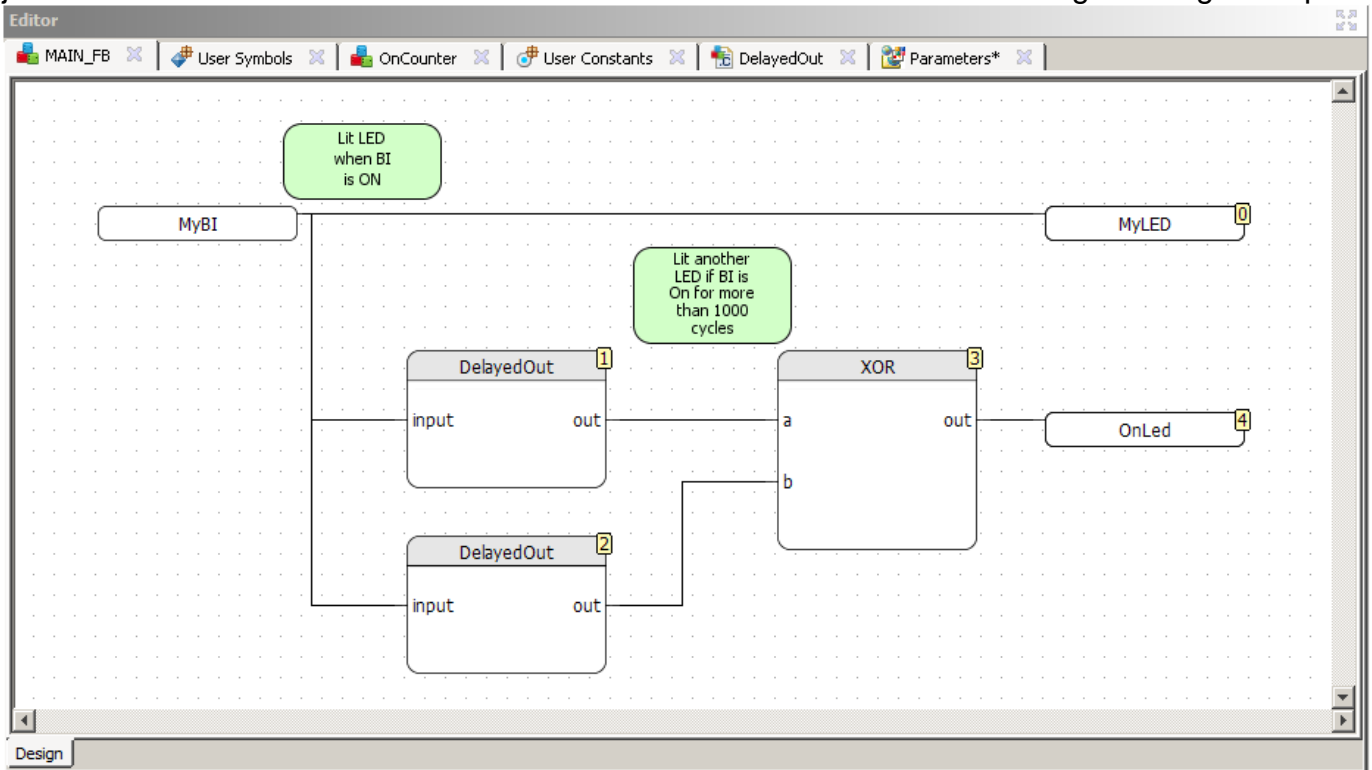 Editor
MAIN_FB User Symbols OnCounter User Constants DelayedOut Parameters*
Lit LED
when BI
is ON
MyBI
MyLED 0
Lit another
LED if BI is
On for more
than 1000
cycles
DelayedOut 1
input out
XOR 3
a out
b
OnLed 4
DelayedOut 2
input out
Design